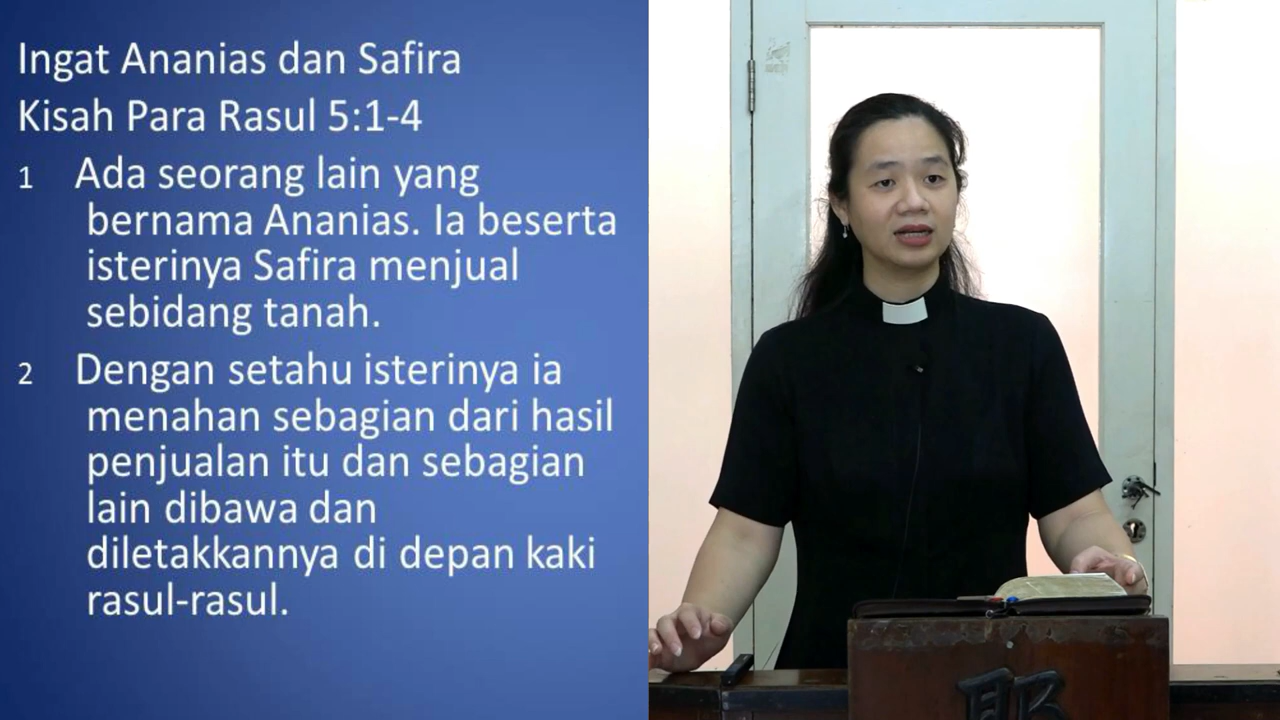 Ingat Ananias dan Safira
Kisah Para Rasul 5:1-4
1 Ada seorang lain yang
bernama Ananias. Ia beserta
isterinya Safira menjual
sebidang tanah.
2 Dengan setahu isterinya ia
menahan sebagian dari hasil
penjualan itu dan sebagian
lain dibawa dan
diletakkannya di depan kaki
rasul-rasul.
耶